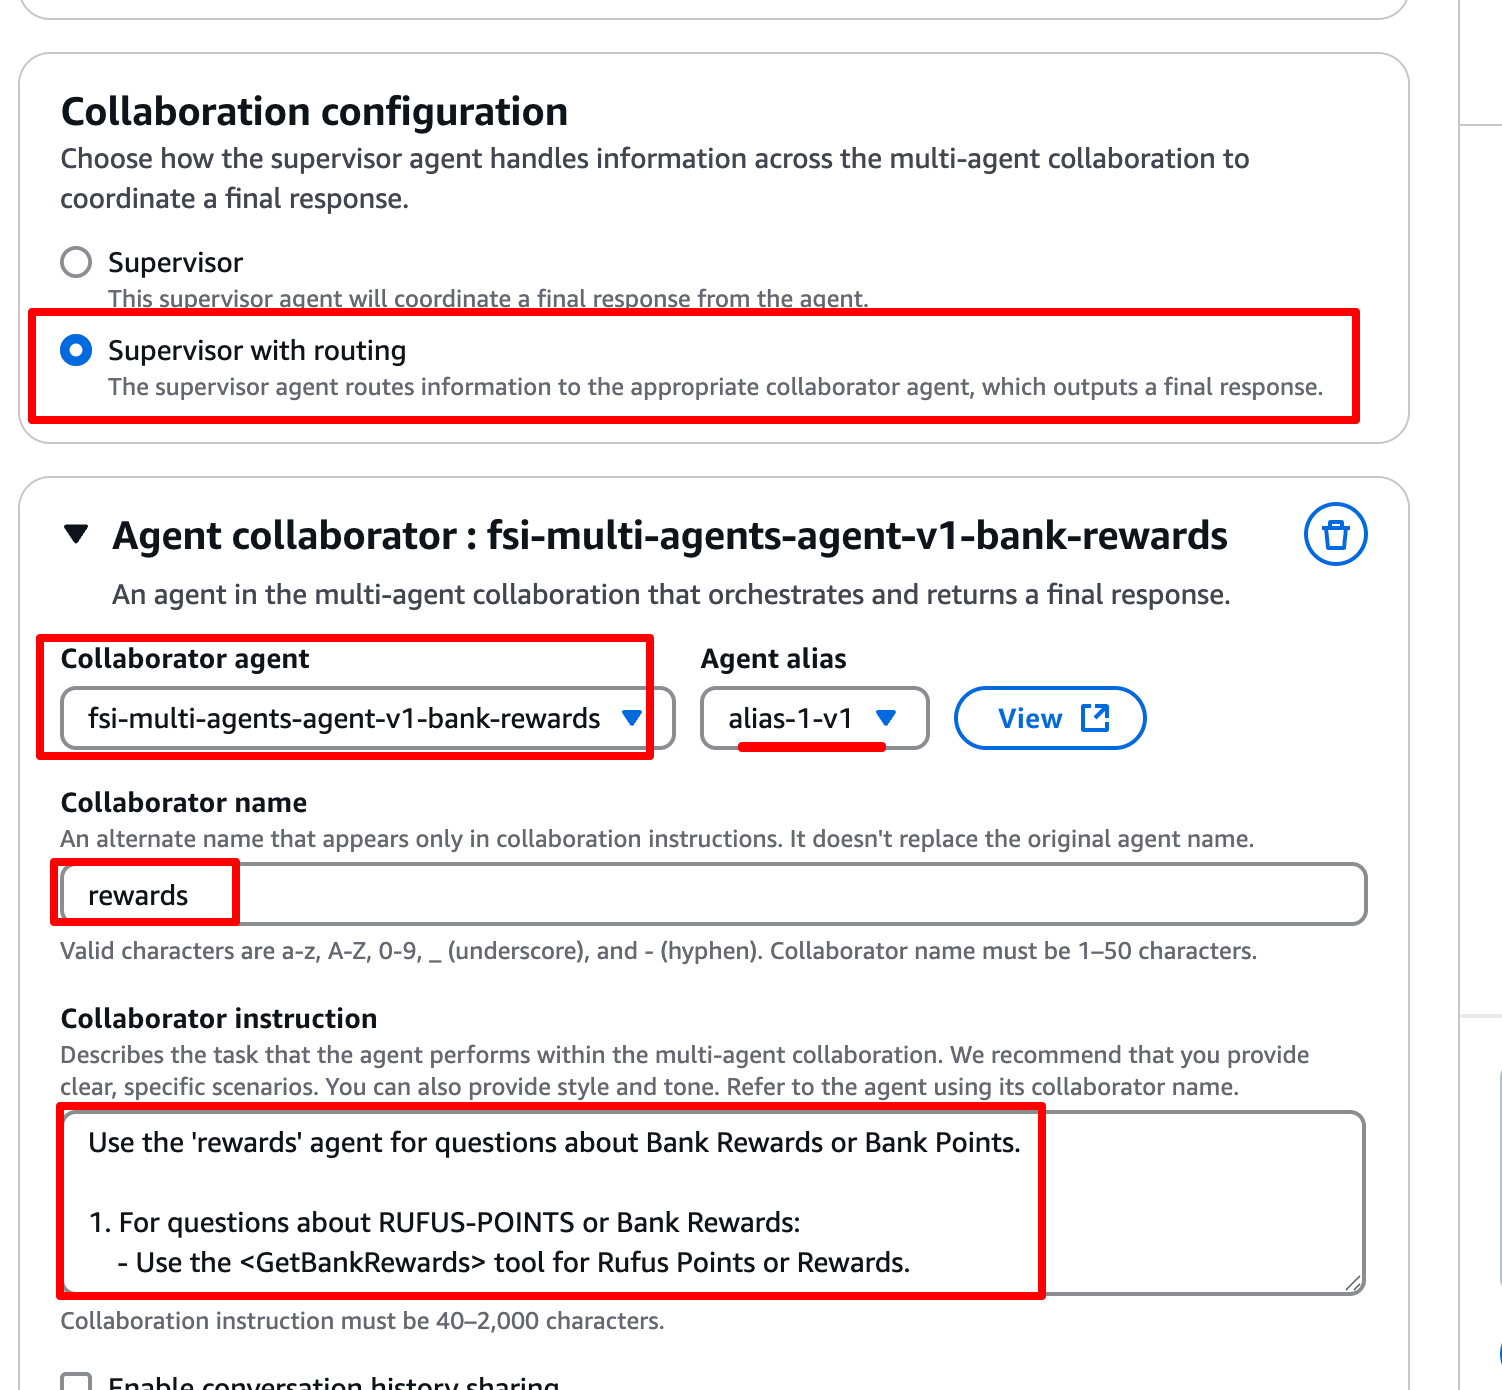 Collaboration configuration
Choose how the supervisor agent handles information across the multi-agent collaboration to
coordinate a final response.
Supervisor
This supervisor agent will coordinate a final response from the agent.
Supervisor with routing
The supervisor agent routes information to the appropriate collaborator agent, which outputs a final response.
Agent collaborator : fsi-multi-agents-agent-v1-bank-rewards
An agent in the multi-agent collaboration that orchestrates and returns a final response.
Collaborator agent
Agent alias
fsi-multi-agents-agent-v1-bank-rewards
alias-1-v1
View
Collaborator name
An alternate name that appears only in collaboration instructions. It doesn't replace the original agent name.
rewards
Valid characters are a-z, A-Z, 0-9, _ (underscore), and - (hyphen). Collaborator name must be 1–50 characters.
Collaborator instruction
Describes the task that the agent performs within the multi-agent collaboration. We recommend that you provide
clear, specific scenarios. You can also provide style and tone. Refer to the agent using its collaborator name.
Use the 'rewards' agent for questions about Bank Rewards or Bank Points.
1. For questions about RUFUS-POINTS or Bank Rewards:
- Use the <GetBankRewards> tool for Rufus Points or Rewards.
Collaboration instruction must be 40–2,000 characters.
Enable conversation history sharing